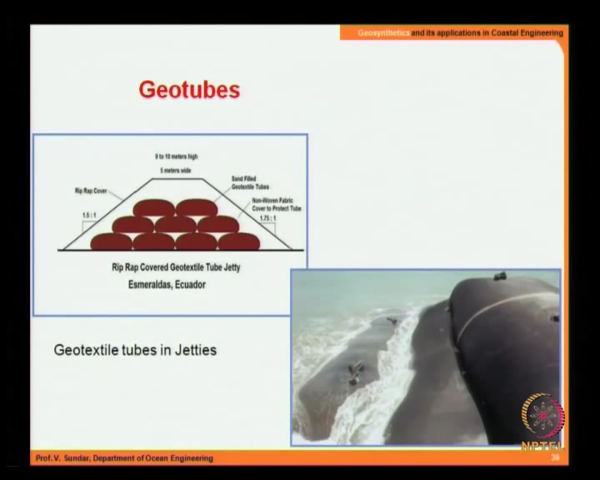 Geosynthetics and its applications in Coastal Engineering
Geotubes
9 to 10 meters high
5 meters wide
Rip Rap Cover
Sand Filled
Geotextile Tubes
Non-Woven Fabric
Cover to Protect Tube
1.5 : 1
1.75 : 1
Rip Rap Covered Geotextile Tube Jetty
Esmeraldas, Ecuador
Geotextile tubes in Jetties
NPTEL
Prof. V. Sundar, Department of Ocean Engineering
39